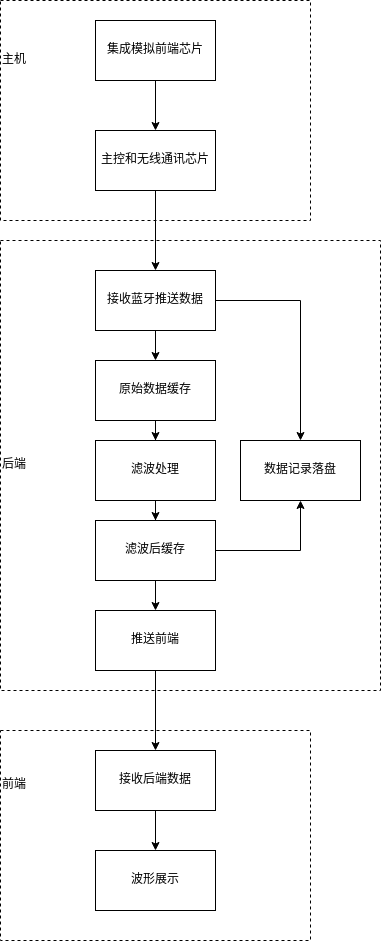 集成模拟前端芯片
主机
主控和无线通讯芯片
接收蓝牙推送数据
原始数据缓存
后端
滤波处理
数据记录落盘
滤波后缓存
推送前端
接收后端数据
前端
波形展示